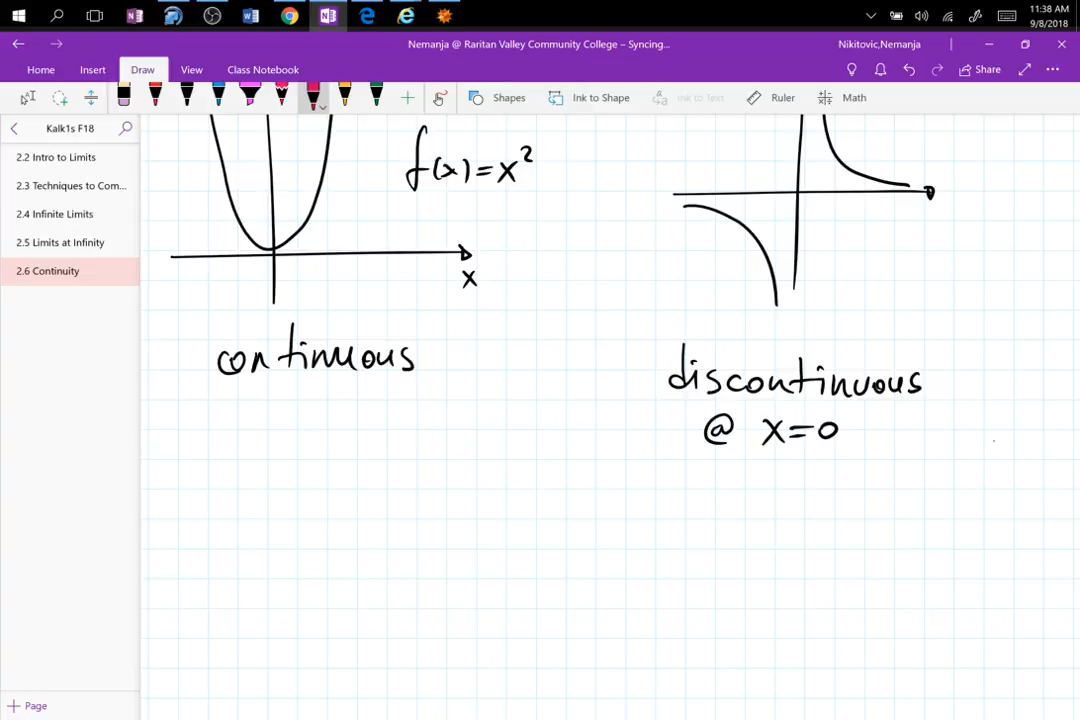 11:38 AM
9/8/2018
Nemanja @ Raritan Valley Community College – Syncing...
Nikitovic,Nemanja
Home
Insert
Draw
View
Class Notebook
Share
Shapes
Ink to Shape
Ink to Text
Ruler
Math
Kalk1s F18
2.2 Intro to Limits
2.3 Techniques to Com...
2.4 Infinite Limits
2.5 Limits at Infinity
2.6 Continuity
f(x)=x²
x
continuous
discontinuous
@ x=0
+ Page